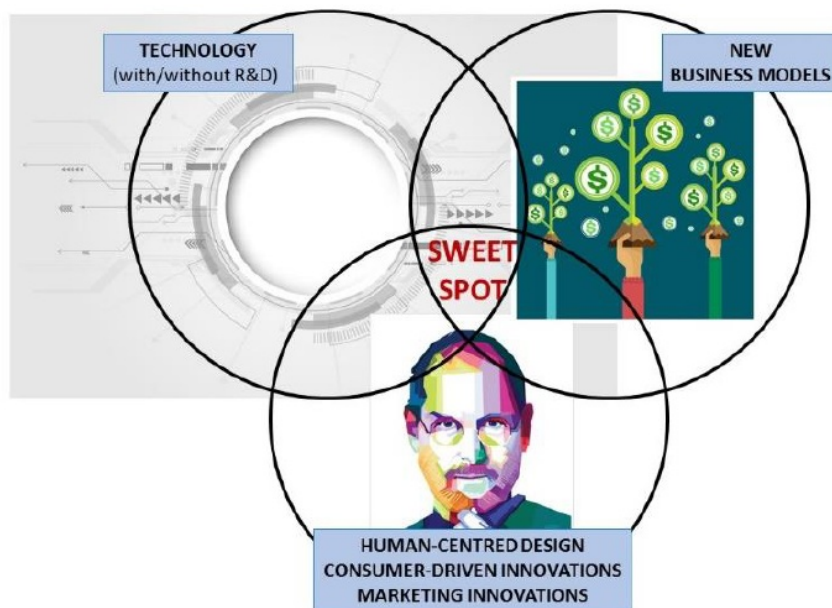 TECHNOLOGY
(with/without R&D)
NEW
BUSINESS MODELS
SWEET
SPOT
HUMAN-CENTRED DESIGN
CONSUMER-DRIVEN INNOVATIONS
MARKETING INNOVATIONS